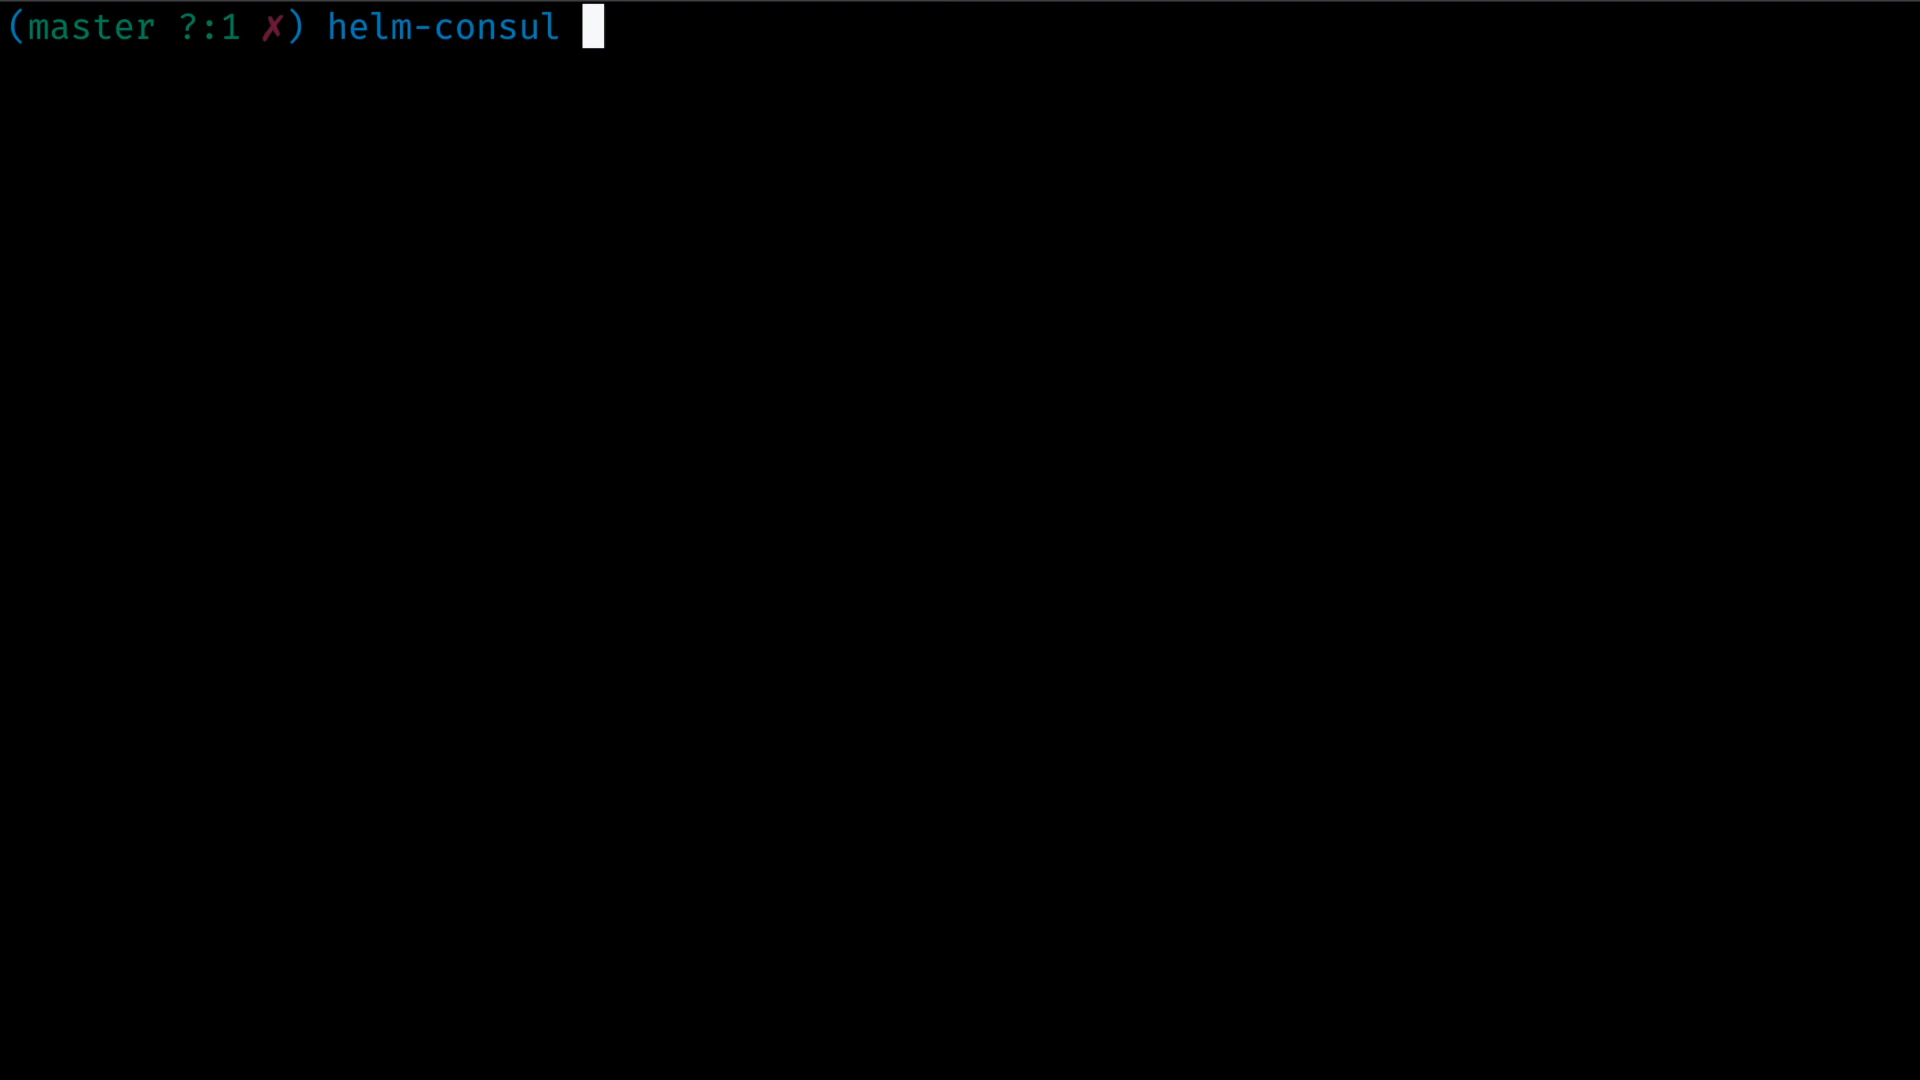 (master ?:1 ✗) helm-consul